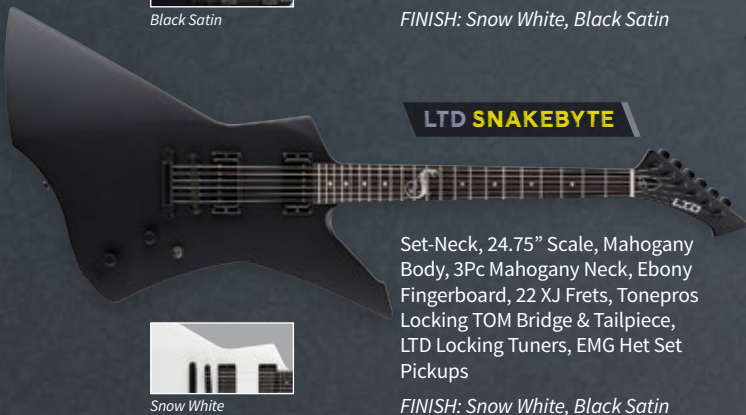 Black Satin
FINISH: Snow White, Black Satin
LTD SNAKEBYTE
LTD
Set-Neck, 24.75” Scale, Mahogany
Body, 3Pc Mahogany Neck, Ebony
Fingerboard, 22 XJ Frets, Tonepros
Locking TOM Bridge & Tailpiece,
LTD Locking Tuners, EMG Het Set
Pickups
Snow White
FINISH: Snow White, Black Satin